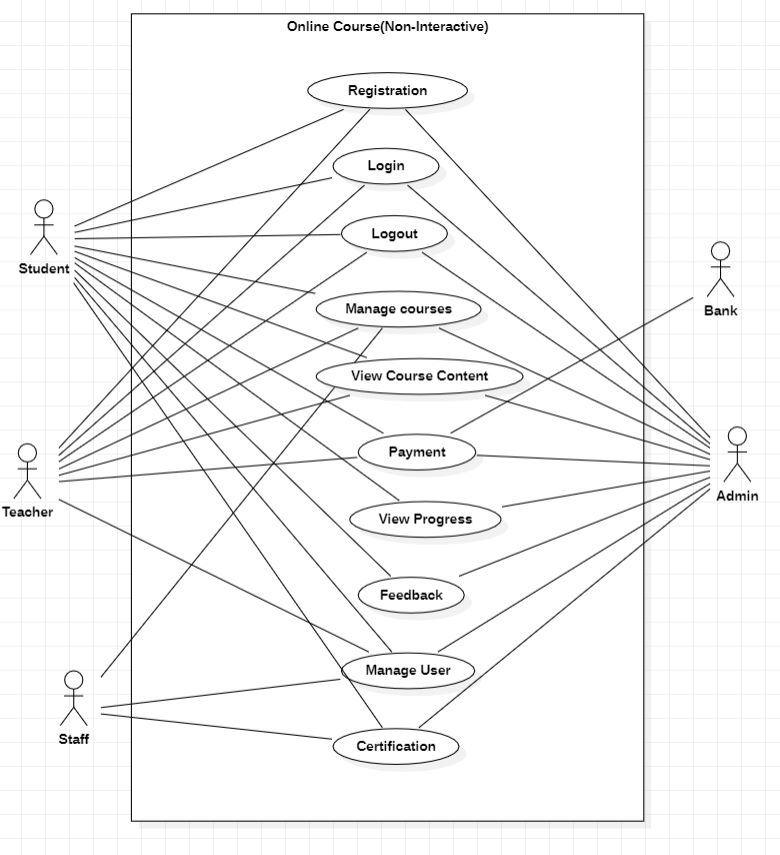 Online Course(Non-Interactive)
Registration
Login
Logout
Student
Manage courses
Bank
View Course Content
Payment
Admin
Teacher
View Progress
Feedback
Manage User
Staff
Certification